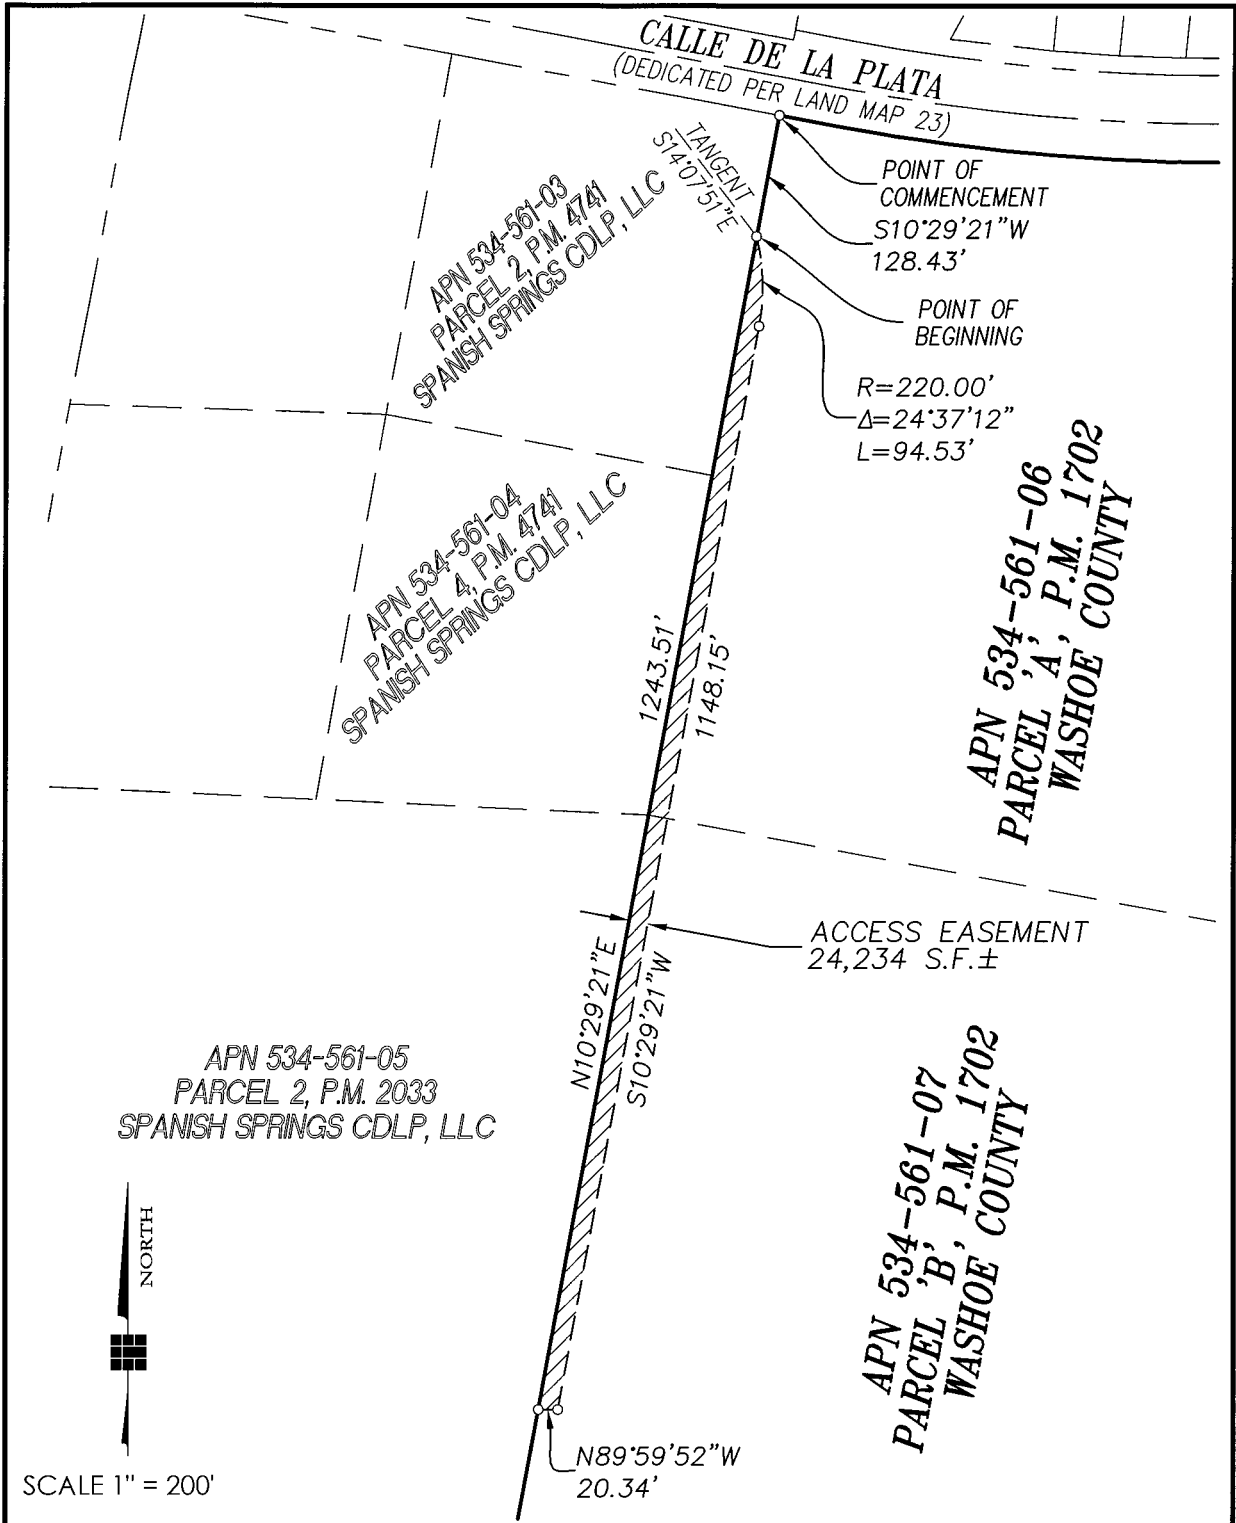 CALLE DE LA PLATA
(DEDICATED PER LAND MAP 23)
TANGENT
S14°07'51"E
POINT OF
COMMENCEMENT
S10°29'21"W
128.43'
POINT OF
BEGINNING
R=220.00'
Δ=24°37'12"
L=94.53'
APN 534-561-03
PARCEL 2, P.M. 4741
SPANISH SPRINGS CDLP, LLC
APN 534-561-04
PARCEL 4, P.M. 4741
SPANISH SPRINGS CDLP, LLC
APN 534-561-06
PARCEL 'A', P.M. 1702
WASHOE COUNTY
1243.51'
1148.15'
ACCESS EASEMENT
24,234 S.F.±
N10°29'21"E
S10°29'21"W
APN 534-561-05
PARCEL 2, P.M. 2033
SPANISH SPRINGS CDLP, LLC
APN 534-561-07
PARCEL 'B', P.M. 1702
WASHOE COUNTY
NORTH
N89°59'52"W
20.34'
SCALE 1" = 200'